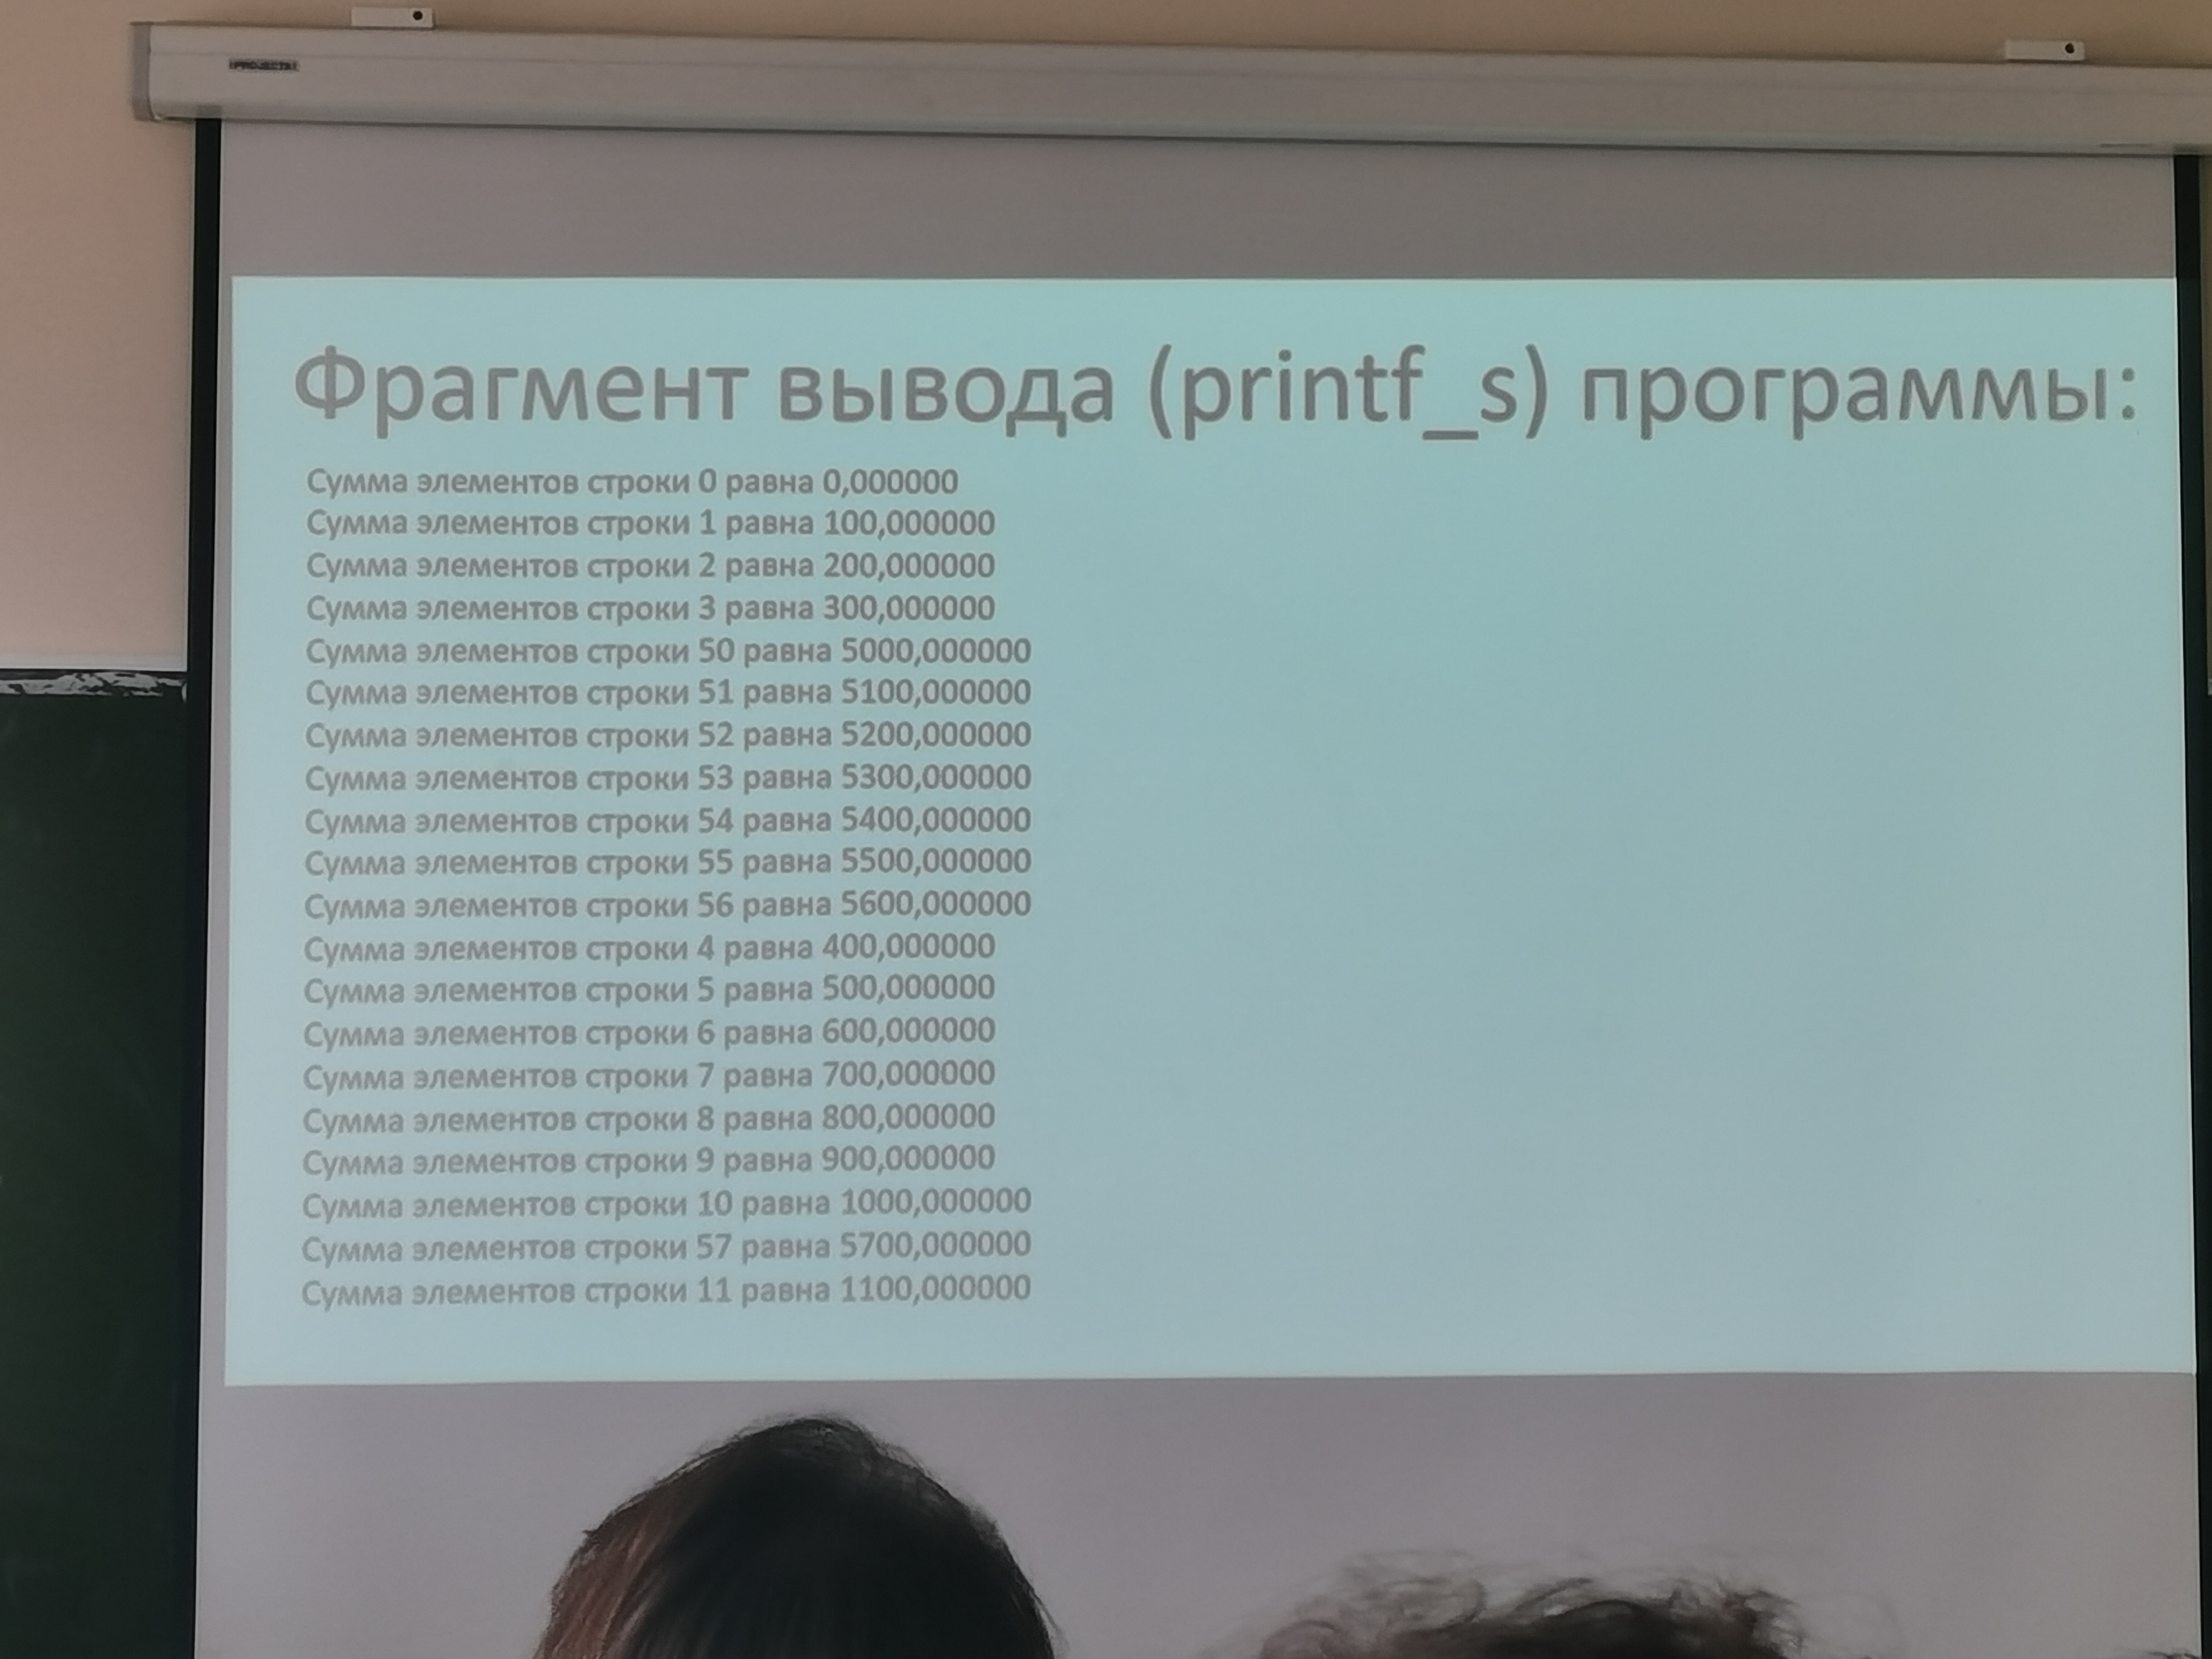 PROJECTA
Фрагмент вывода (printf_s) программы:
Сумма элементов строки 0 равна 0,000000
Сумма элементов строки 1 равна 100,000000
Сумма элементов строки 2 равна 200,000000
Сумма элементов строки 3 равна 300,000000
Сумма элементов строки 50 равна 5000,000000
Сумма элементов строки 51 равна 5100,000000
Сумма элементов строки 52 равна 5200,000000
Сумма элементов строки 53 равна 5300,000000
Сумма элементов строки 54 равна 5400,000000
Сумма элементов строки 55 равна 5500,000000
Сумма элементов строки 56 равна 5600,000000
Сумма элементов строки 4 равна 400,000000
Сумма элементов строки 5 равна 500,000000
Сумма элементов строки 6 равна 600,000000
Сумма элементов строки 7 равна 700,000000
Сумма элементов строки 8 равна 800,000000
Сумма элементов строки 9 равна 900,000000
Сумма элементов строки 10 равна 1000,000000
Сумма элементов строки 57 равна 5700,000000
Сумма элементов строки 11 равна 1100,000000